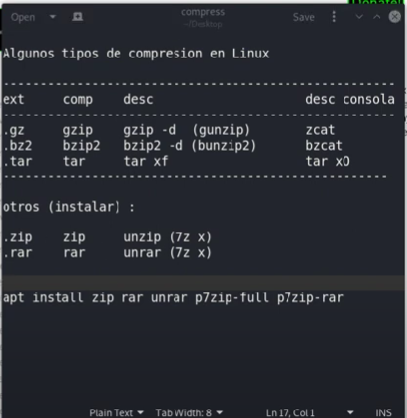 Donate!
Open compress Save
~/Desktop
Algunos tipos de compresion en Linux
--------------------------------------------------
ext comp desc desc consola
--------------------------------------------------
.gz gzip gzip -d (gunzip) zcat
.bz2 bzip2 bzip2 -d (bunzip2) bzcat
.tar tar tar xf tar xO
--------------------------------------------------
otros (instalar) :
.zip zip unzip (7z x)
.rar rar unrar (7z x)
apt install zip rar unrar p7zip-full p7zip-rar
Plain Text Tab Width: 8 Ln 17, Col 1 INS